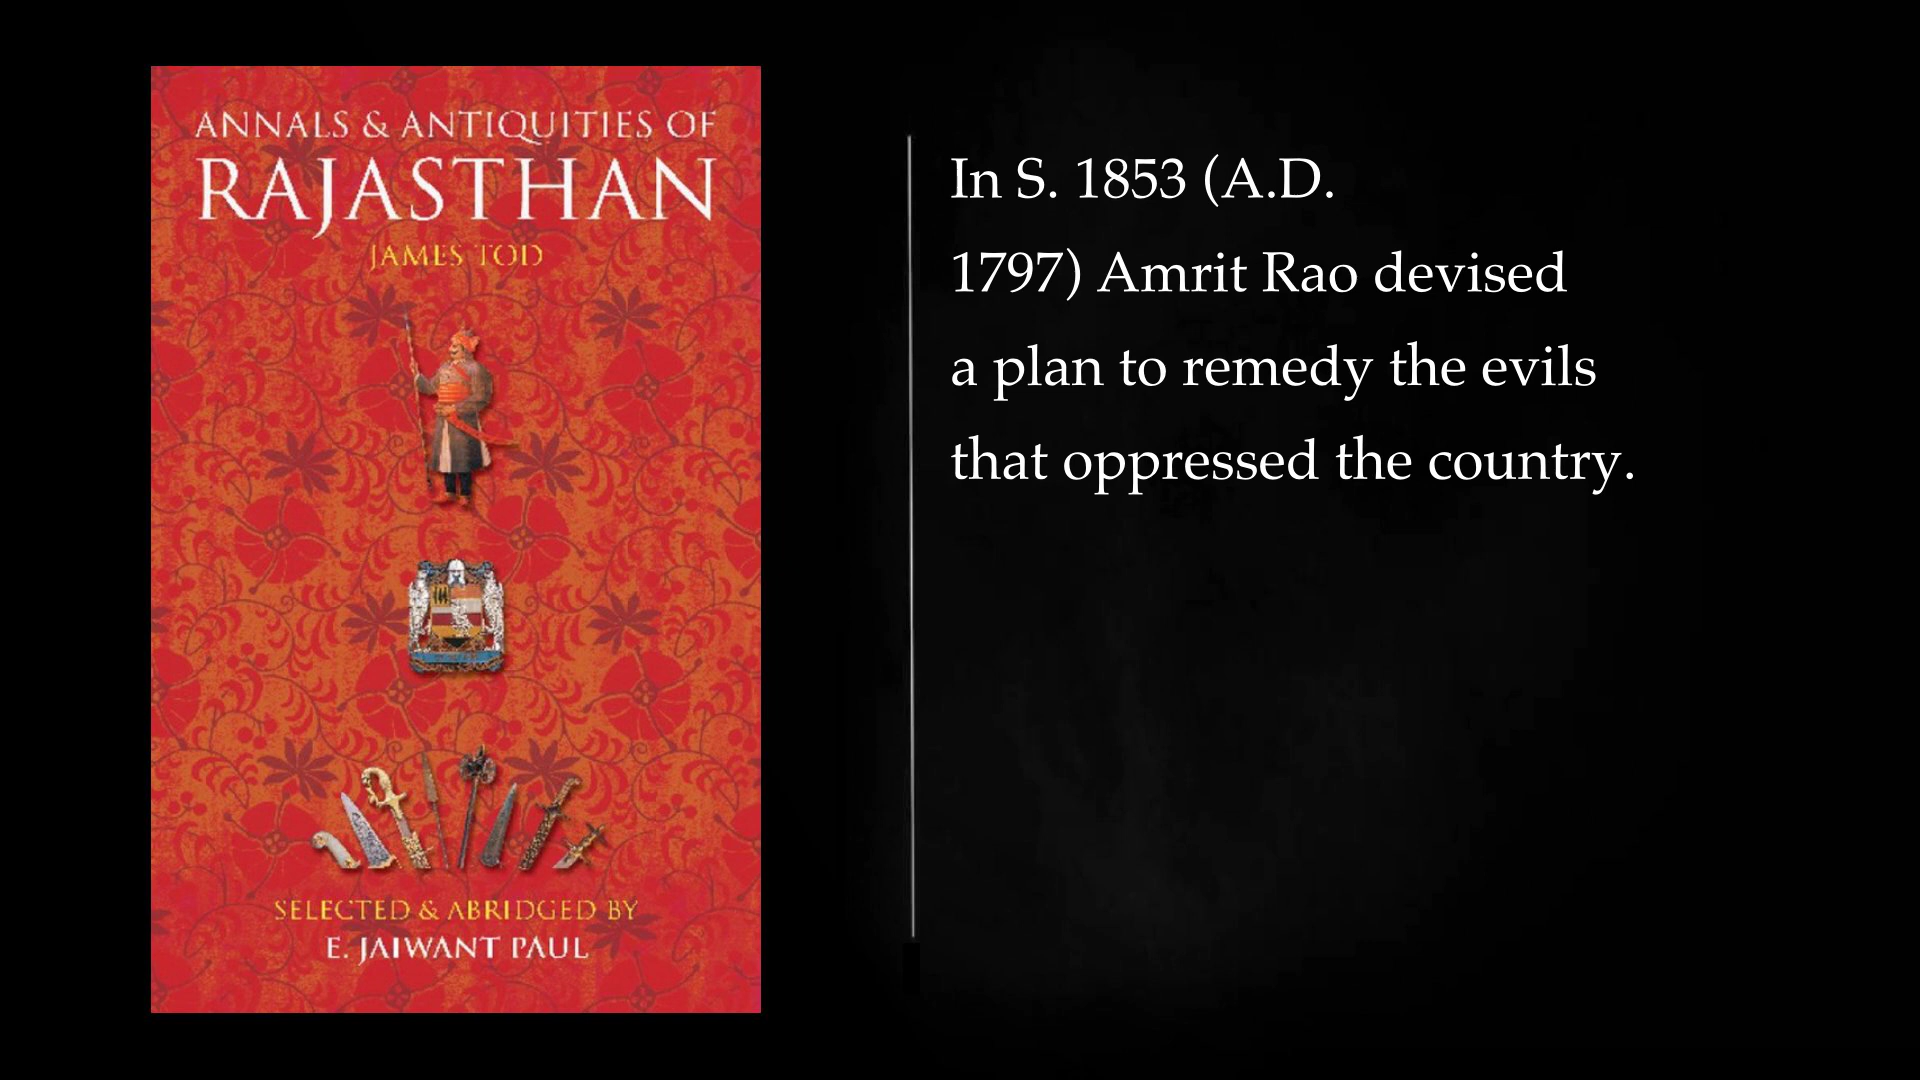 ANNALS & ANTIQUITIES OF
RAJASTHAN
JAMES TOD
SELECTED & ABRIDGED BY
E. JAIWANT PAUL
In S. 1853 (A.D.
1797) Amrit Rao devised
a plan to remedy the evils
that oppressed the country.